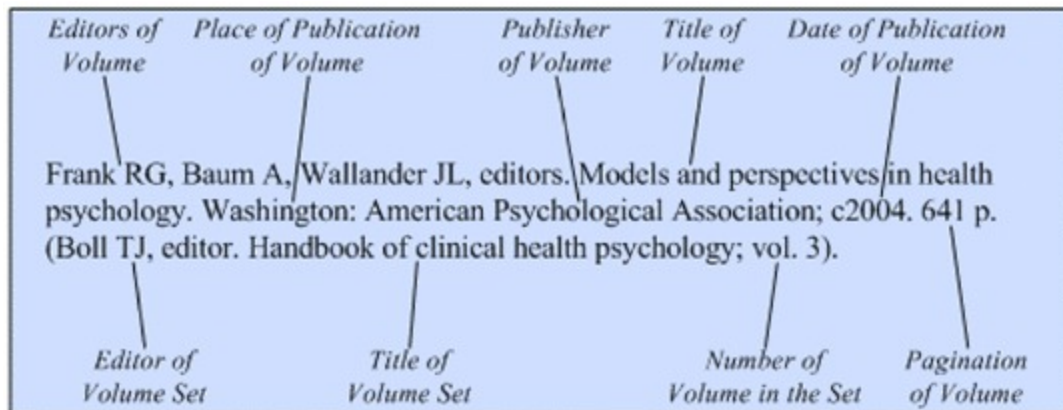 Editors of Volume
Place of Publication of Volume
Publisher of Volume
Title of Volume
Date of Publication of Volume
Frank RG, Baum A, Wallander JL, editors. Models and perspectives in health
psychology. Washington: American Psychological Association; c2004. 641 p.
(Boll TJ, editor. Handbook of clinical health psychology; vol. 3).
Editor of Volume Set
Title of Volume Set
Number of Volume in the Set
Pagination of Volume